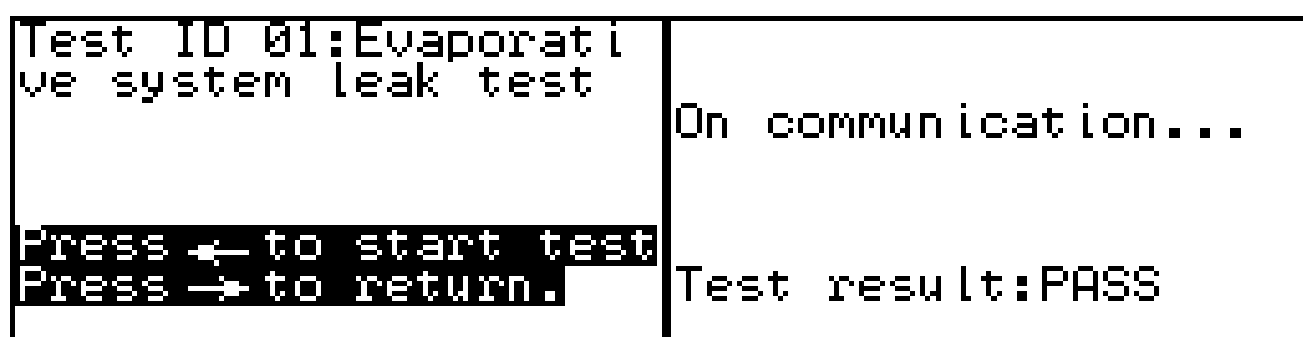 Test ID 01:Evaporati
ve system leak test
Press ← to start test
Press → to return.
On communication...
Test result:PASS